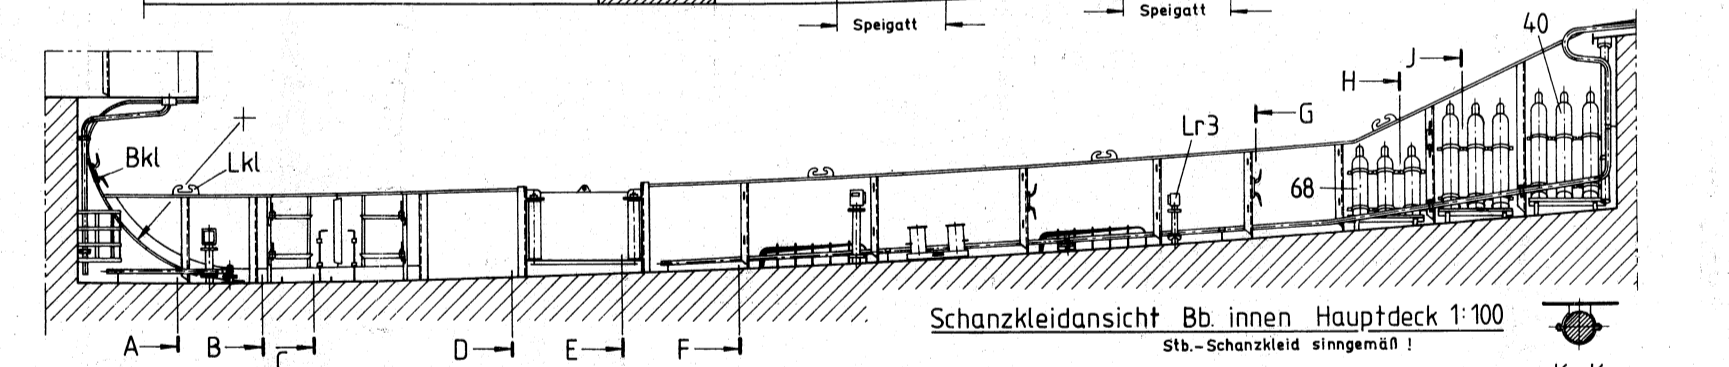 Speigatt
Speigatt
40
J
H
G
Lr3
Bkl
Lkl
68
A
B
D
E
F
Schanzkleidansicht Bb. innen Hauptdeck 1:100
Stb.-Schanzkleid sinngemäß !